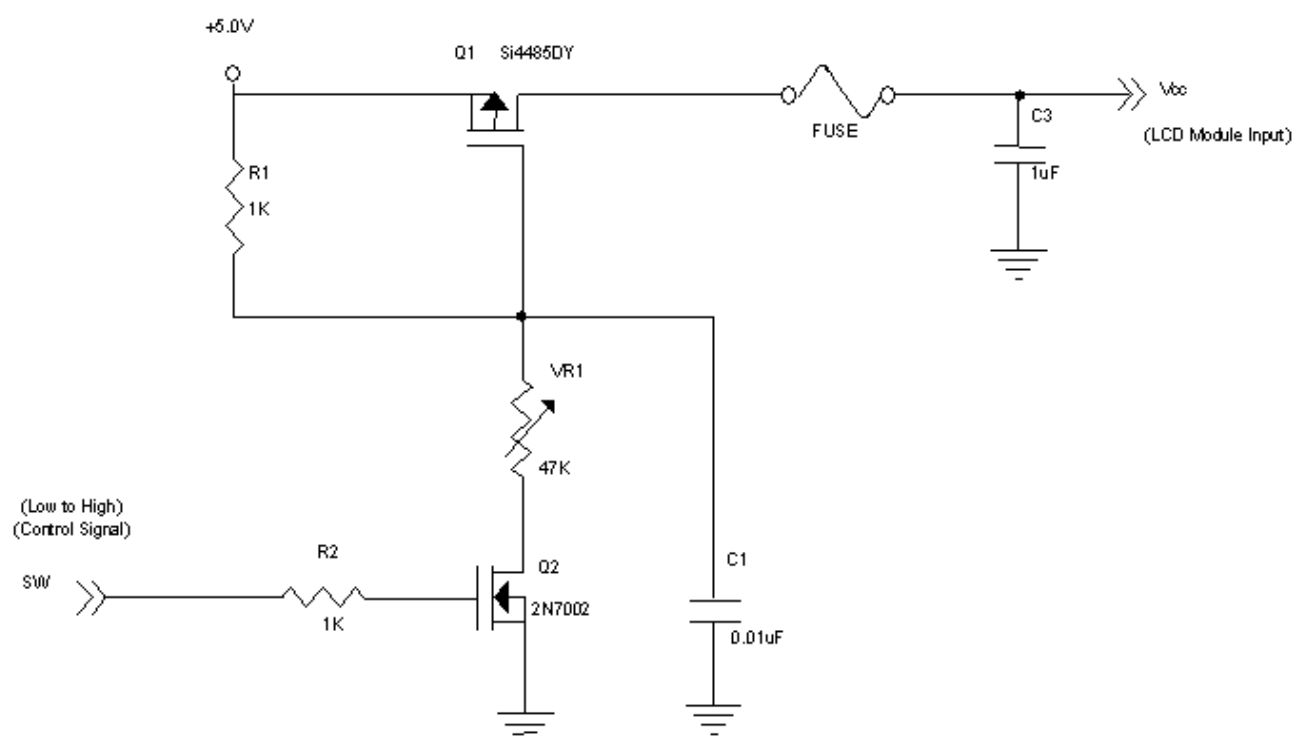 +5.0V
Q1 Si4485DY
FUSE
Vcc
(LCD Module Input)
C3
1uF
R1
1K
VR1
47K
(Low to High)
(Control Signal)
SW
R2
1K
Q2
2N7002
C1
0.01uF